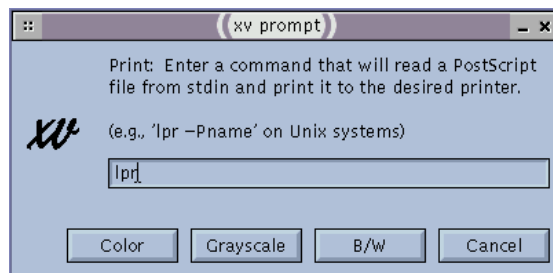 xv prompt
Print: Enter a command that will read a PostScript
file from stdin and print it to the desired printer.
xv
(e.g., 'lpr -Pname' on Unix systems)
lpr
Color Grayscale B/W Cancel